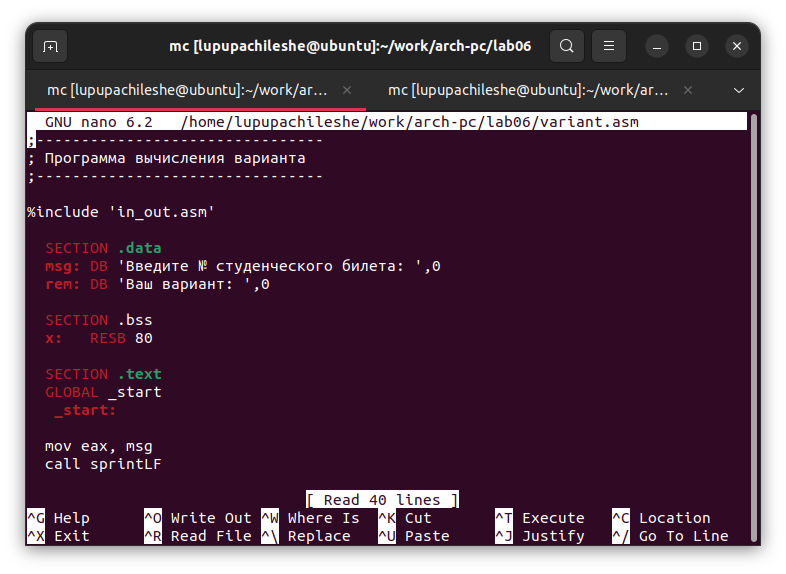 mc [lupupachileshe@ubuntu]:~/work/arch-pc/lab06
mc [lupupachileshe@ubuntu]:~/work/ar... × mc [lupupachileshe@ubuntu]:~/work/ar... ×
GNU nano 6.2 /home/lupupachileshe/work/arch-pc/lab06/variant.asm
;--------------------------------
; Программа вычисления варианта
;--------------------------------
%include 'in_out.asm'
SECTION .data
msg: DB 'Введите № студенческого билета: ',0
rem: DB 'Ваш вариант: ',0
SECTION .bss
x: RESB 80
SECTION .text
GLOBAL _start
_start:
mov eax, msg
call sprintLF
[ Read 40 lines ]
^G Help ^O Write Out ^W Where Is ^K Cut ^T Execute ^C Location
^X Exit ^R Read File ^\ Replace ^U Paste ^J Justify ^/ Go To Line